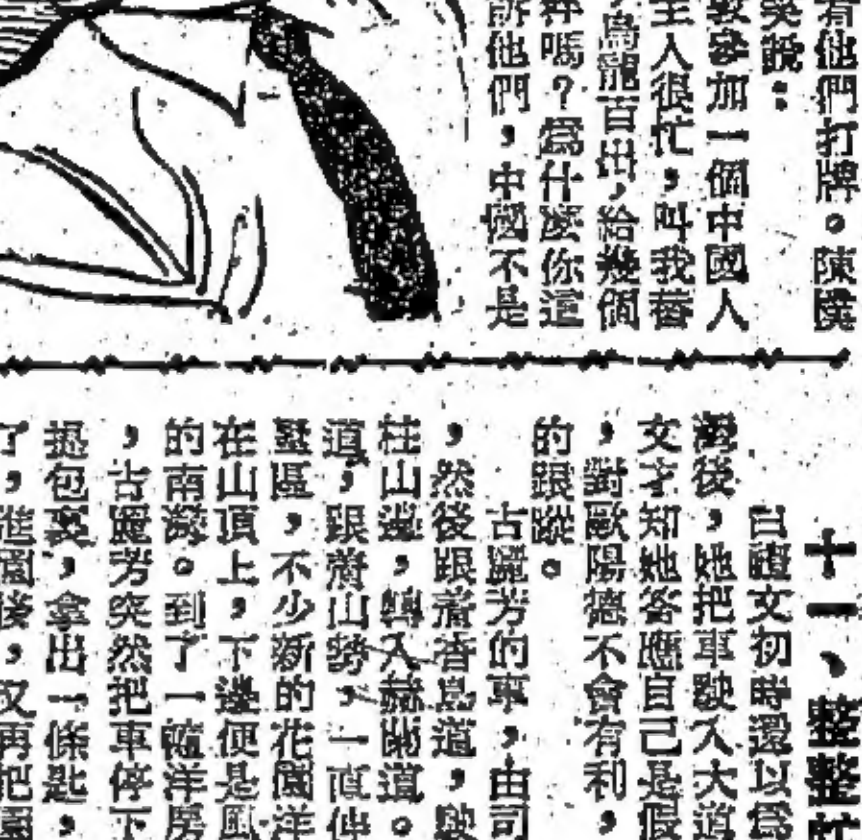 看他們打牌。陳僕
笑說：
敎參加一個中國人
主人很忙，叫我替
，烏龍百出，給幾個
嗎？為什麼你這
訴他們，中國不是
十一、整整
白 文初時還以為
海後，她把車駛入大道
女才知她答應自己是假
，對歐陽德不會有利，
的跟蹤。
古麗芳的車，由司
，然後跟着香島道，駛
柱山邊，轉入赫 道。
道，跟着山勢，一直伸
墅區，不少新的花園洋
在山頂上，下邊便是風
的南灣。到了一幢洋房
，古麗芳突然把車停下
提包裏，拿出一條匙，
了，進園後，又再把園